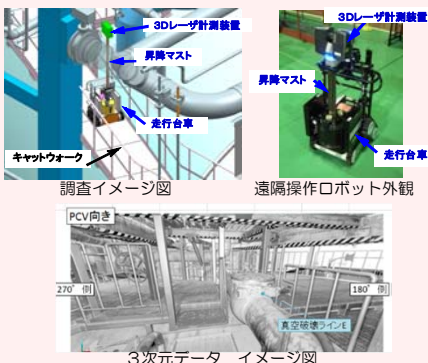 3Dレーザ計測装置
昇降マスト
走行台車
キャットウォーク
調査イメージ図
3Dレーザ計測装置
昇降マスト
走行台車
遠隔操作ロボット外観
PCV向き
270°側
180°側
真空破壊ラインE
3次元データ イメージ図